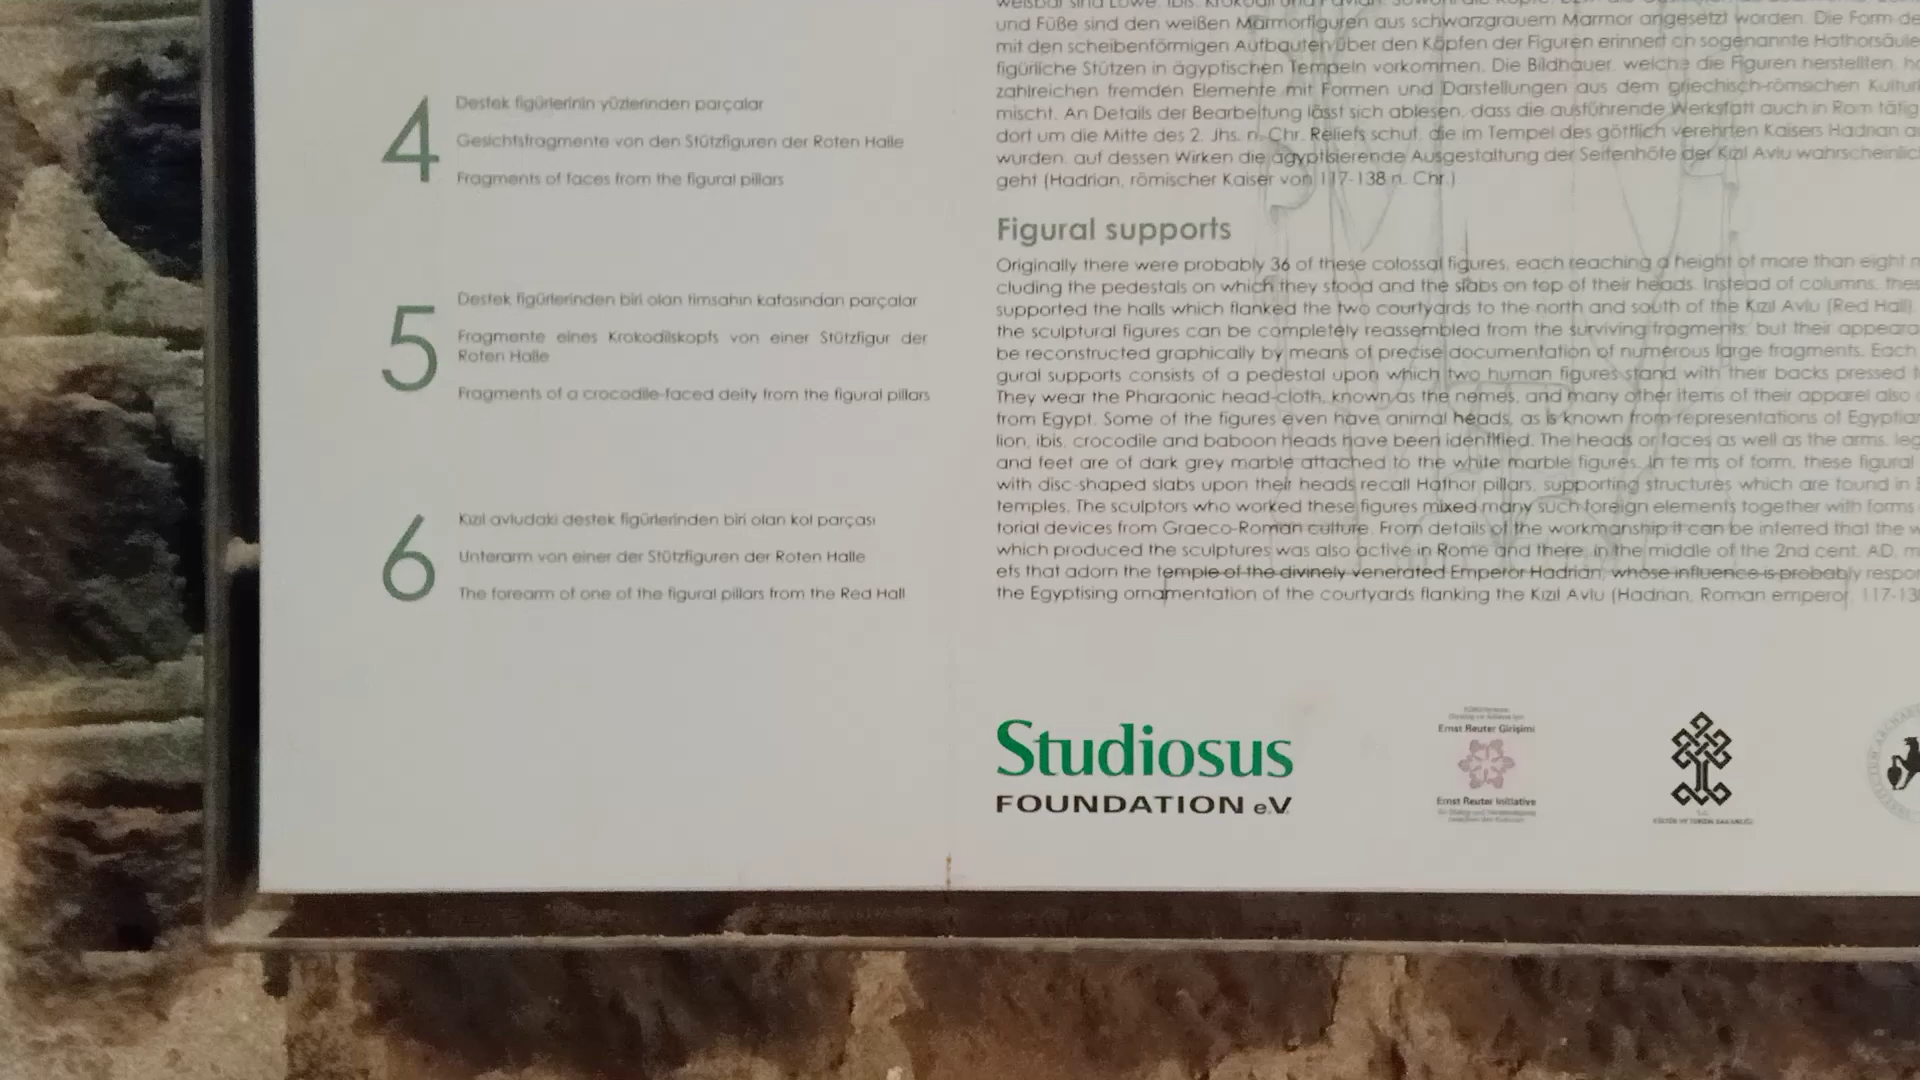 4
Destek figürlerinin yüzlerinden parçalar
Gesichtsfragmente von den Stützfiguren der Roten Halle
Fragments of faces from the figural pillars
5
Destek figürlerinden biri olan timsahın kafasından parçalar
Fragmente eines Krokodilskopfs von einer Stützfigur der
Roten Halle
Fragments of a crocodile-faced deity from the figural pillars
6
Kızıl avludaki destek figürlerinden biri olan kol parçası
Unterarm von einer der Stützfiguren der Roten Halle
The forearm of one of the figural pillars from the Red Hall
und Füße sind den weißen Marmorfiguren aus schwarzgrauem Marmor angesetzt worden. Die Form
mit den scheibenförmigen Aufbauten über den Köpfen der Figuren erinnert an sogenannte
figürliche Stützen in ägyptischen Tempeln vorkommen. Die Bildhauer, welche die Figuren herstellten,
zahlreichen fremden Elemente mit Formen und Darstellungen aus dem griechisch-römischen
mischt. An Details der Bearbeitung lässt sich ablesen, dass die ausführende Werkstatt auch in Rom tätig
dort um die Mitte des 2. Jhs. n. Chr. Reliefs schuf, die im Tempel des göttlich verehrten Kaisers Hadrian
wurden, auf dessen Wirken die ägyptisierende Ausgestaltung der Seitenhöfe der Kızıl Avlu
geht (Hadrian, römischer Kaiser von 117-138 n. Chr.)
Figural supports
Originally there were probably 36 of these colossal figures, each reaching a height of more than eight
cluding the pedestals on which they stood and the slabs on top of their heads. Instead of columns,
supported the halls which flanked the two courtyards to the north and south of the Kızıl Avlu (Red Hall).
the sculptural figures can be completely reassembled from the surviving fragments, but their
be reconstructed graphically by means of precise documentation of numerous large fragments. Each
gural supports consists of a pedestal upon which two human figures stand with their backs pressed
They wear the Pharaonic head-cloth, known as the nemes, and many other items of their apparel also
from Egypt. Some of the figures even have animal heads, as is known from representations of
lion, ibis, crocodile and baboon heads have been identified. The heads or faces as well as the arms,
and feet are of dark grey marble attached to the white marble figures. In terms of form, these figural
with disc-shaped slabs upon their heads recall Hathor pillars, supporting structures which are found in
temples. The sculptors who worked these figures mixed many such foreign elements together with forms
torial devices from Graeco-Roman culture. From details of the workmanship it can be inferred that the
which produced the sculptures was also active in Rome and there, in the middle of the 2nd cent. AD,
efs that adorn the temple of the divinely venerated Emperor Hadrian, whose influence is probably
the Egyptising ornamentation of the courtyards flanking the Kızıl Avlu (Hadrian, Roman emperor,
Studiosus
FOUNDATION e.V.
Ernst Reuter Girişimi
Ernst Reuter Initiative